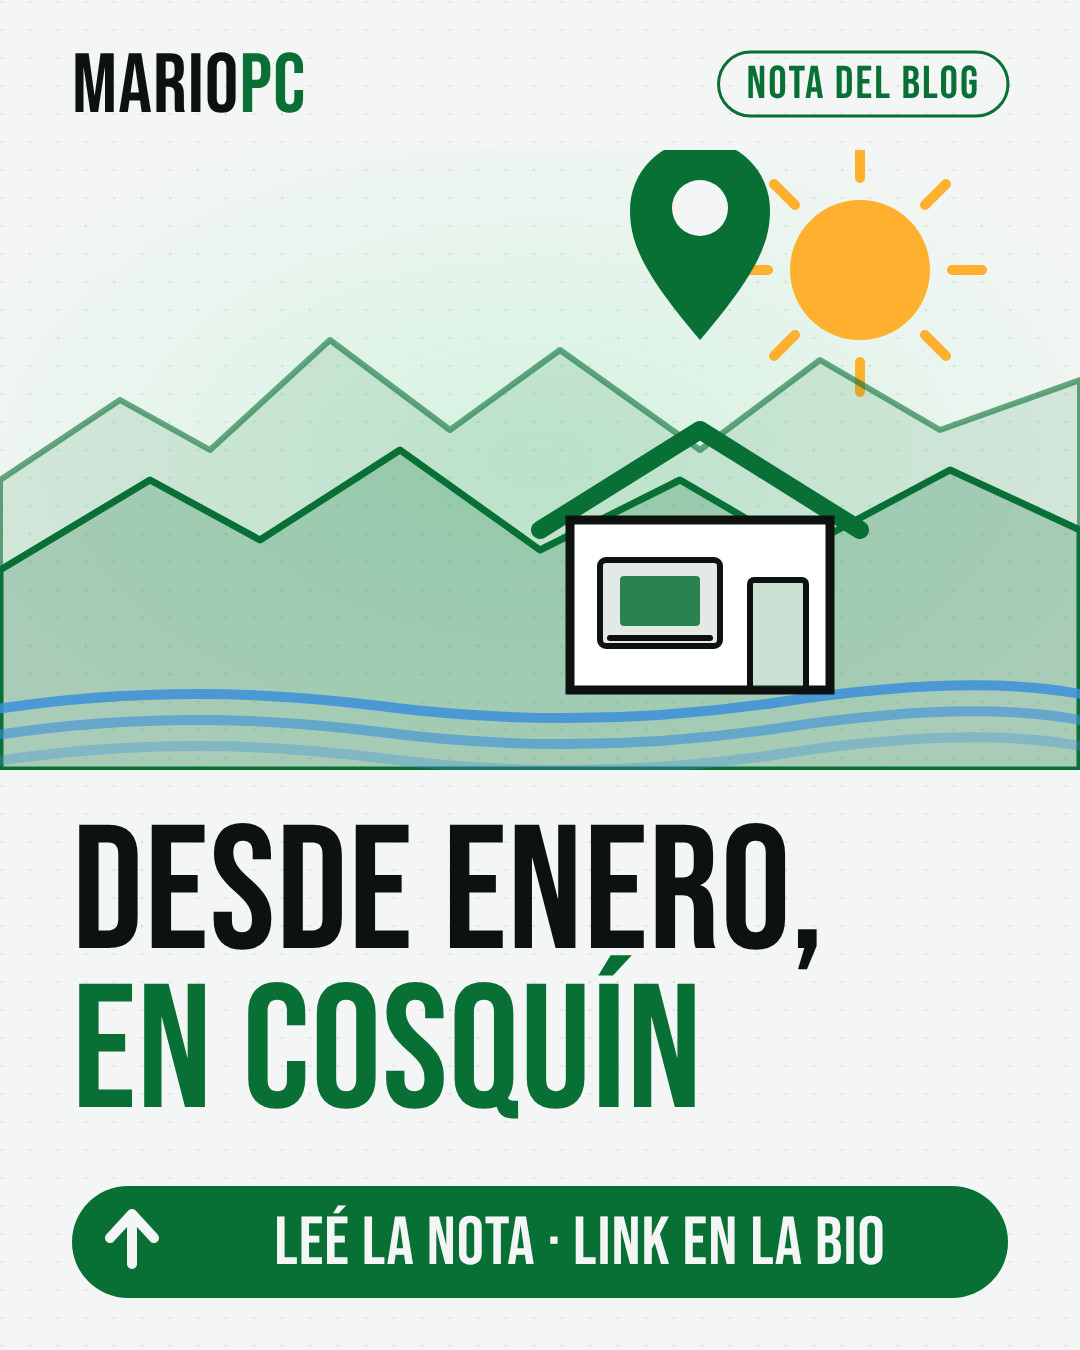 MARIOPC
NOTA DEL BLOG
DESDE ENERO,
EN COSQUÍN
LEÉ LA NOTA · LINK EN LA BIO